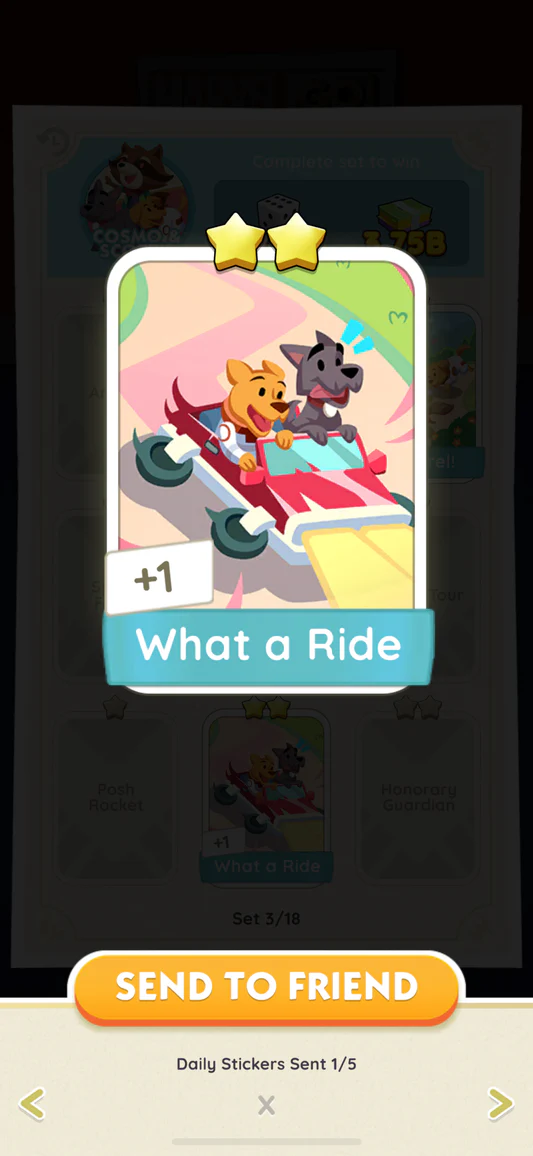 Complete set to win
COSMO &
3.75B
+1
What a Ride
Posh
Rocket
+1
What a Ride
Honorary
Guardian
Set 3/18
SEND TO FRIEND
Daily Stickers Sent 1/5
X